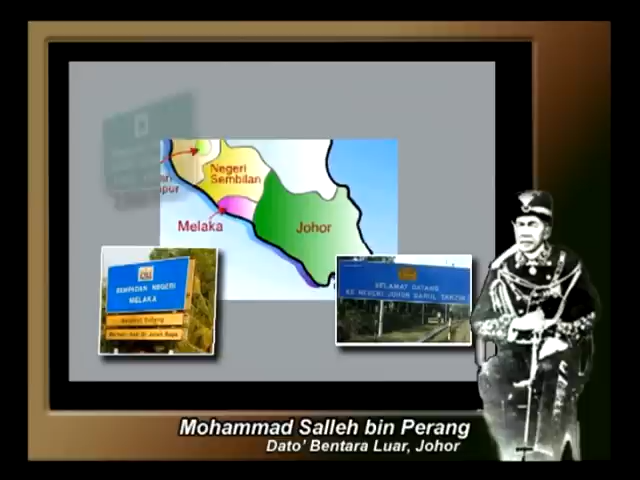 Negeri
Sembilan
Melaka
Johor
SEMPADAN NEGERI
MELAKA
SELAMAT DATANG
KE NEGERI JOHOR DARUL TAKZIM
Mohammad Salleh bin Perang
Dato' Bentara Luar, Johor